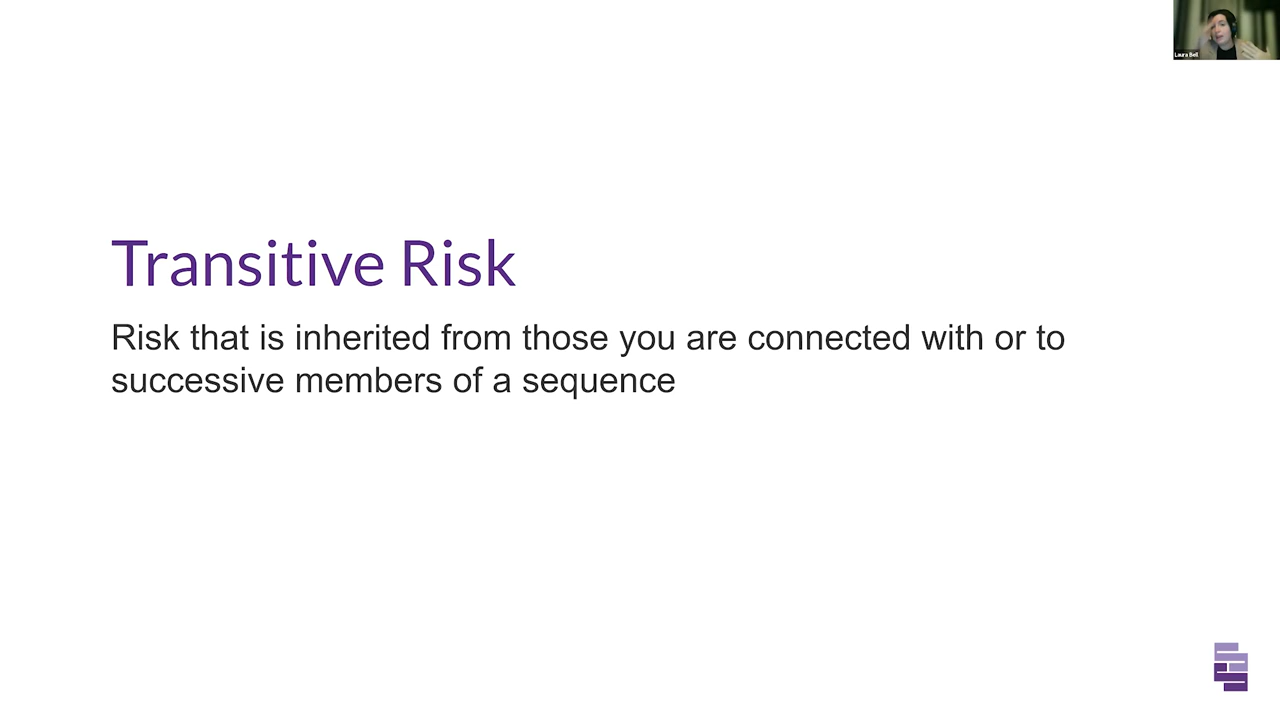 Laura Bell
Transitive Risk
Risk that is inherited from those you are connected with or to
successive members of a sequence